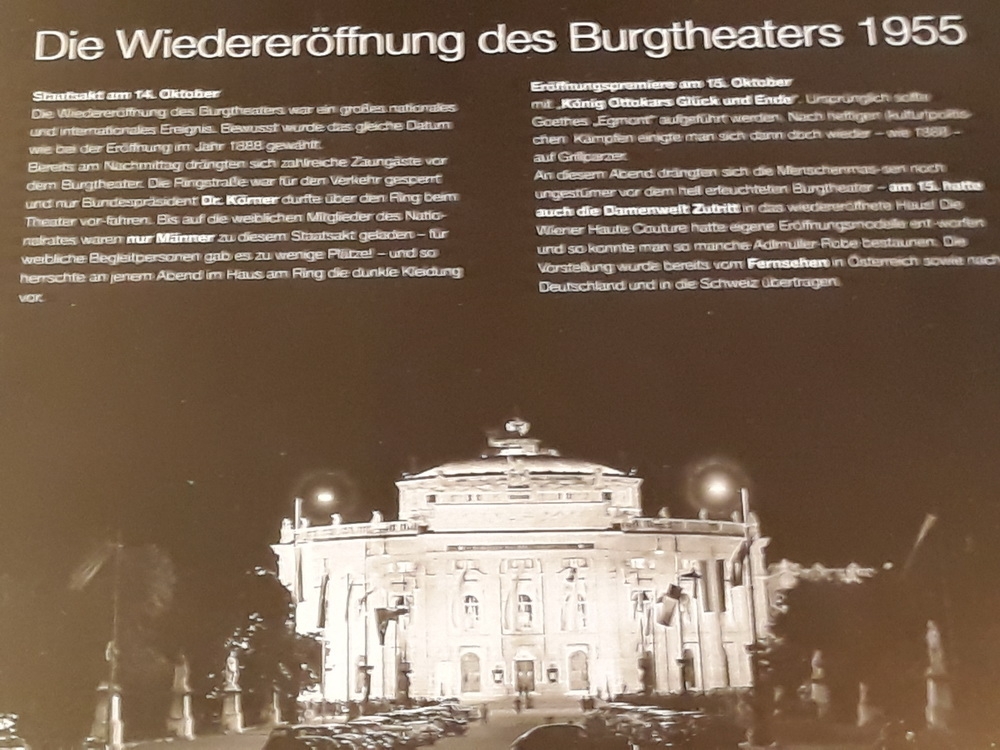 Die Wiedereröffnung des Burgtheaters 1955
Staatsakt am 14. Oktober
Die Wiedereröffnung des Burgtheaters war ein großes nationales
und internationales Ereignis. Bewusst wurde das gleiche Datum
wie bei der Eröffnung im Jahr 1888 gewählt.
Bereits am Nachmittag drängten sich zahlreiche Zaungäste vor
dem Burgtheater. Die Ringstraße war für den Verkehr gesperrt
und nur Bundespräsident Dr. Körner durfte über den Ring beim
Theater vor-fahren. Bis auf die weiblichen Mitglieder des Natio-
nalrates waren nur Männer zu diesem Staatsakt geladen – für
weibliche Begleitpersonen gab es zu wenige Plätze! – und so
herrschte an jenem Abend im Haus am Ring die dunkle Kleidung
vor.
Eröffnungspremiere am 15. Oktober
mit „König Ottokars Glück und Ende“. Ursprünglich sollte
Goethes „Egmont“ aufgeführt werden. Nach heftigen (kultur)politis-
chen Kämpfen einigte man sich dann doch wieder – wie 1888 –
auf Grillparzer.
An diesem Abend drängten sich die Menschenmas-sen noch
ungestümer vor dem hell erleuchteten Burgtheater – am 15. hatte
auch die Damenwelt Zutritt in das wiedereröffnete Haus! Die
Wiener Haute Couture hatte eigene Eröffnungsmodelle ent-worfen
und so konnte man so manche Adlmüller-Robe bestaunen. Die
Vorstellung wurde bereits vom Fernsehen in Österreich sowie nach
Deutschland und in die Schweiz übertragen.